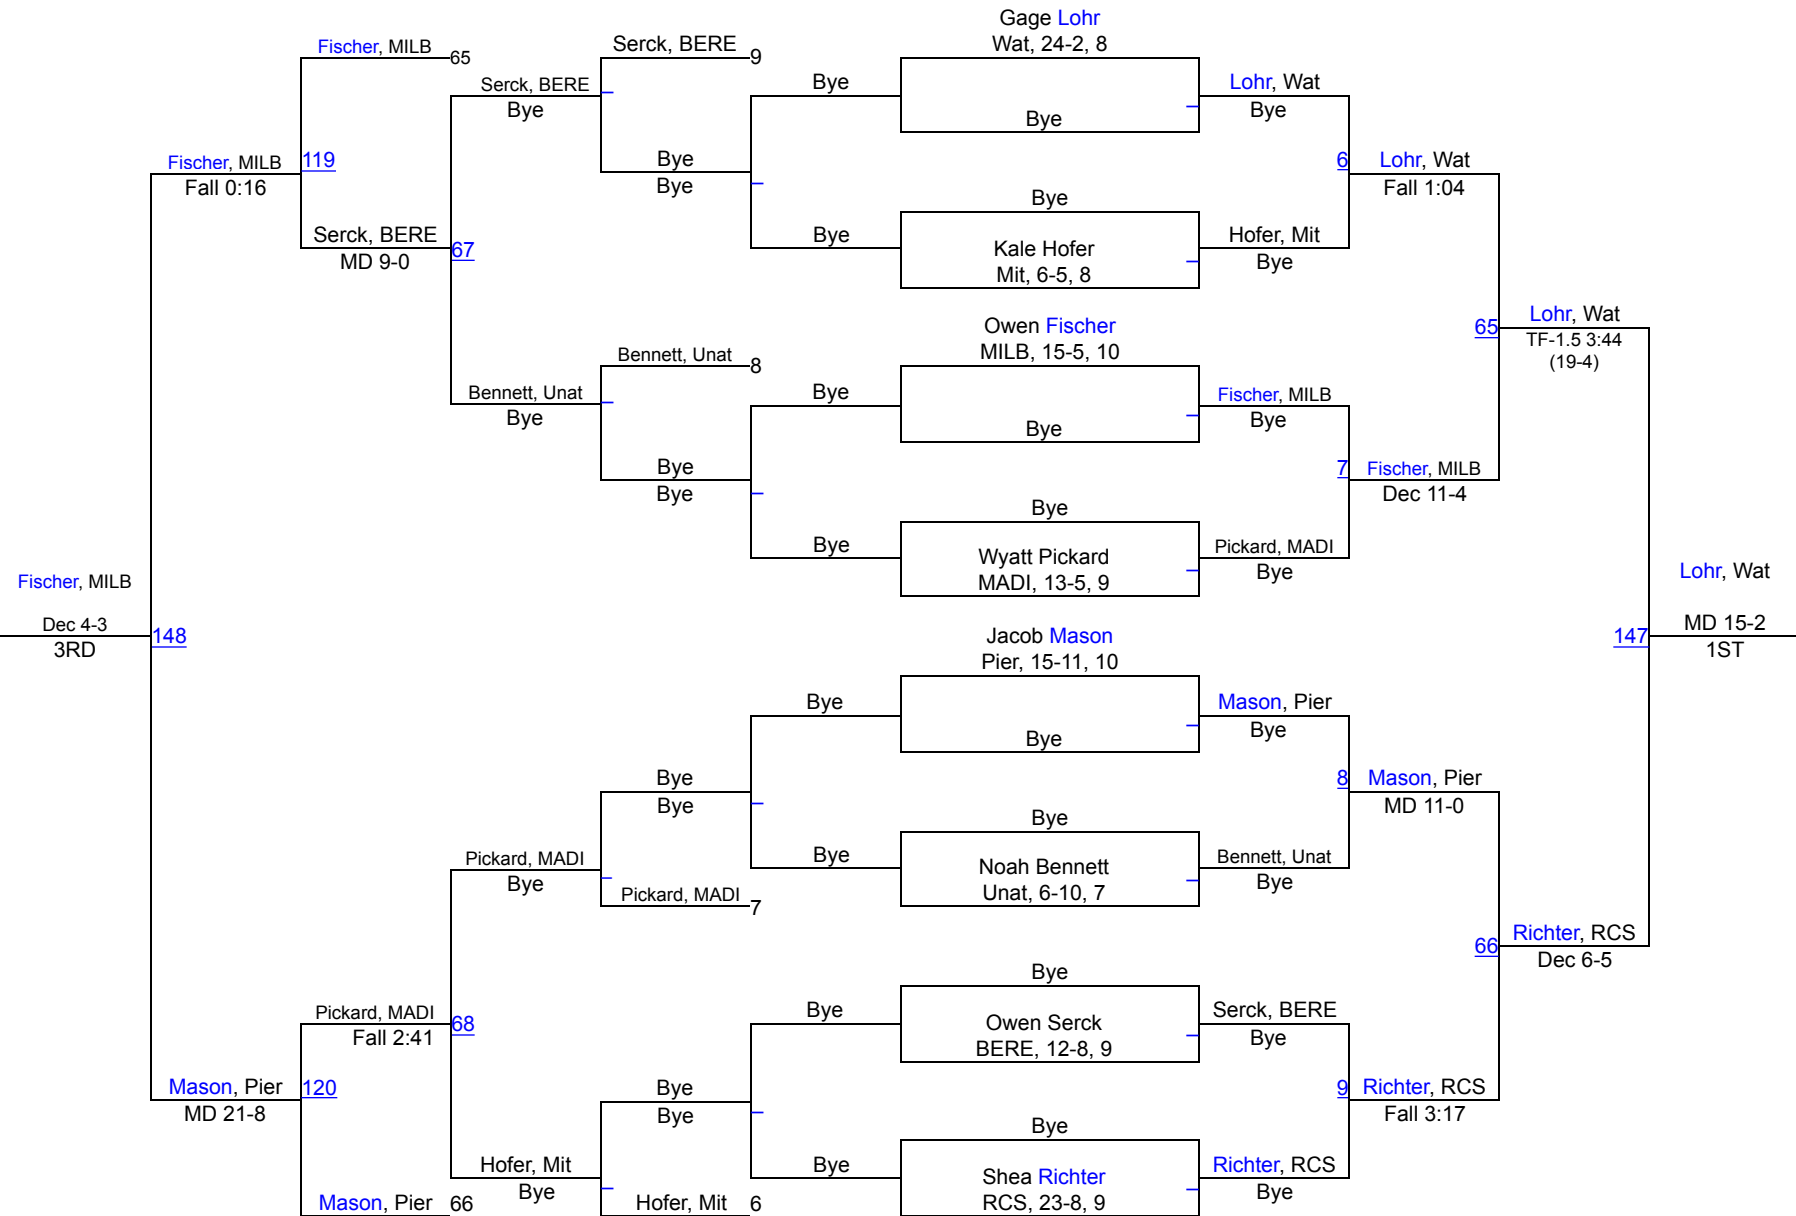 Gage Lohr
Wat, 24-2, 8
Fischer, MILB
65
Serck, BERE
9
Serck, BERE
Bye
Bye
Bye
Lohr, Wat
Bye
Fischer, MILB
119
Fall 0:16
Bye
Bye
6
Lohr, Wat
Fall 1:04
Serck, BERE
67
MD 9-0
Bye
Bye
Kale Hofer
Mit, 6-5, 8
Hofer, Mit
Bye
Owen Fischer
MILB, 15-5, 10
65
Lohr, Wat
TF-1.5 3:44
(19-4)
Bennett, Unat
8
Bennett, Unat
Bye
Bye
Bye
Fischer, MILB
Bye
Bye
Bye
7
Fischer, MILB
Dec 11-4
Bye
Bye
Wyatt Pickard
MADI, 13-5, 9
Pickard, MADI
Bye
Fischer, MILB
Dec 4-3
3RD
148
Lohr, Wat
147
MD 15-2
1ST
Jacob Mason
Pier, 15-11, 10
Bye
Bye
Mason, Pier
Bye
Bye
Bye
8
Mason, Pier
MD 11-0
Bye
Bye
Noah Bennett
Unat, 6-10, 7
Bennett, Unat
Bye
Pickard, MADI
Bye
Pickard, MADI
7
66
Richter, RCS
Dec 6-5
Pickard, MADI
68
Fall 2:41
Bye
Bye
Owen Serck
BERE, 12-8, 9
Serck, BERE
Bye
Mason, Pier
120
MD 21-8
Bye
Bye
9
Richter, RCS
Fall 3:17
Hofer, Mit
Bye
Bye
Bye
Shea Richter
RCS, 23-8, 9
Richter, RCS
Bye
Mason, Pier
66
Hofer, Mit
6